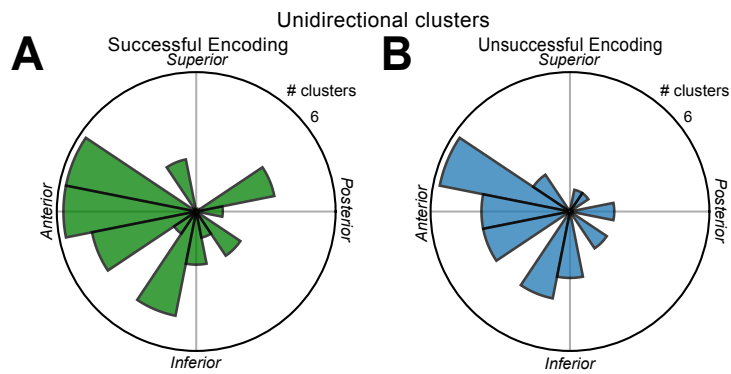 Unidirectional clusters
A
Successful Encoding
Superior
# clusters
6
Anterior
Posterior
Inferior
B
Unsuccessful Encoding
Superior
# clusters
6
Anterior
Posterior
Inferior